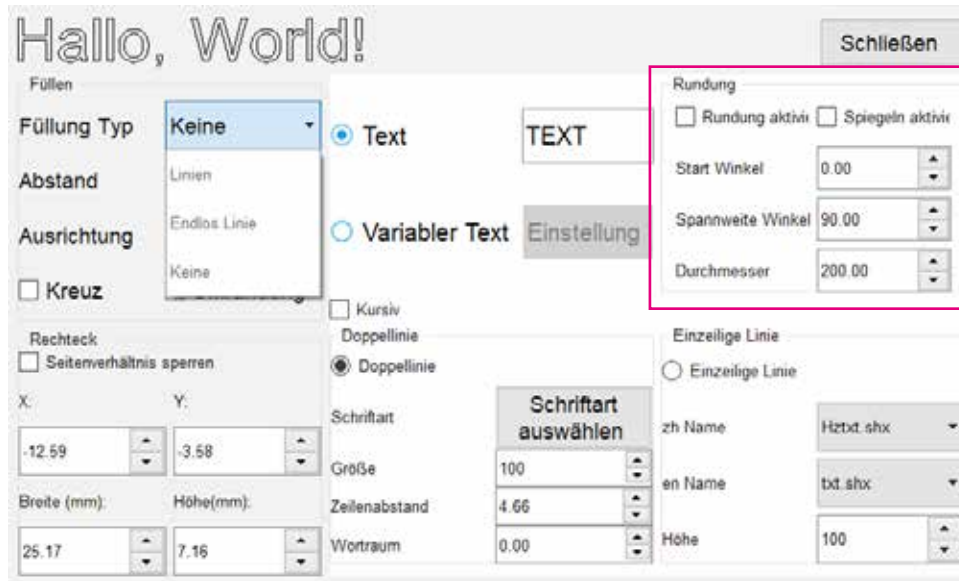 Hallo, World!
Schließen
Füllen
Füllung Typ
Keine
Linien
Endlos Linie
Keine
Abstand
Ausrichtung
Kreuz
Text
TEXT
Variabler Text
Einstellung
Kursiv
Rundung
Rundung aktivi
Spiegeln aktivie
Start Winkel
0.00
Spannweite Winkel
90.00
Durchmesser
200.00
Rechteck
Seitenverhältnis sperren
X:
Y:
-12.59
-3.58
Breite (mm):
Höhe(mm):
25.17
7.16
Doppellinie
Doppellinie
Schriftart
Schriftart
auswählen
Größe
100
Zeilenabstand
4.66
Wortraum
0.00
Einzeilige Linie
Einzeilige Linie
zh Name
Hztxt.shx
en Name
txt.shx
Höhe
100